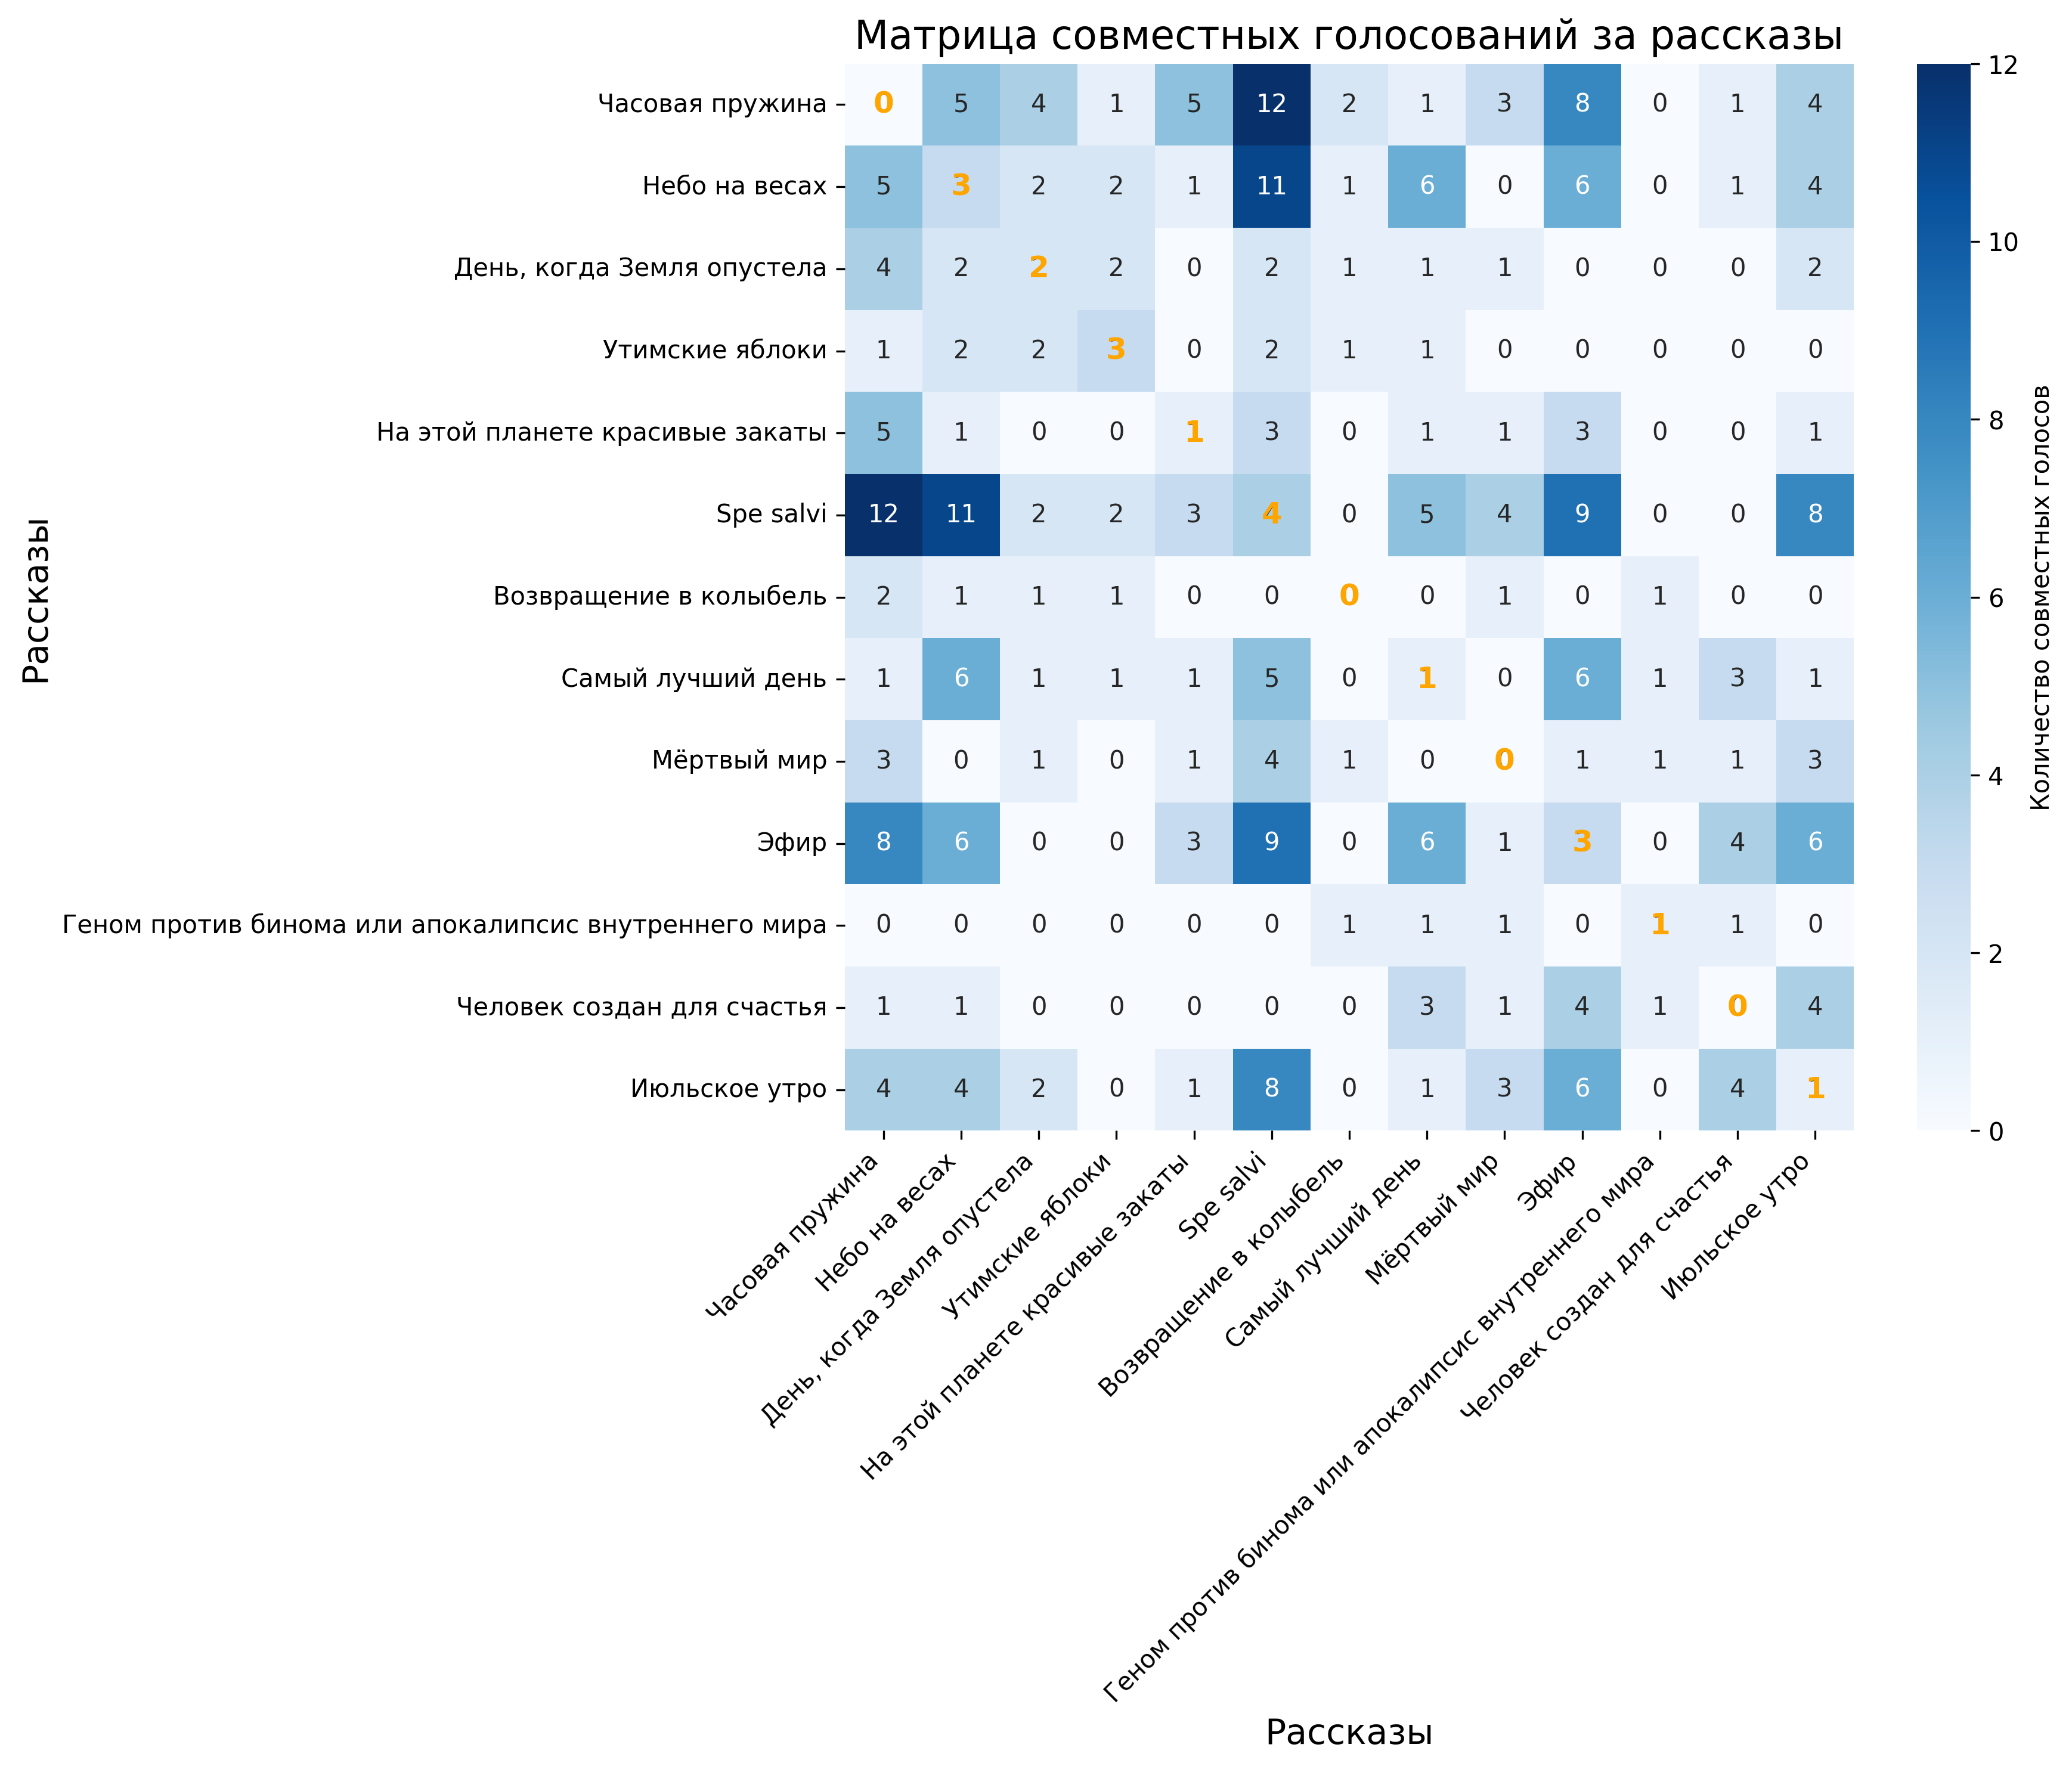 Матрица совместных голосований за рассказы
Часовая пружина 0 5 4 1 5 12 2 1 3 8 0 1 4
Небо на весах 5 3 2 2 1 11 1 6 0 6 0 1 4
День, когда Земля опустела 4 2 2 2 0 2 1 1 1 0 0 0 2
Утимские яблоки 1 2 2 3 0 2 1 1 0 0 0 0 0
На этой планете красивые закаты 5 1 0 0 1 3 0 1 1 3 0 0 1
Spe salvi 12 11 2 2 3 4 0 5 4 9 0 0 8
Возвращение в колыбель 2 1 1 1 0 0 0 0 1 0 1 0 0
Самый лучший день 1 6 1 1 1 5 0 1 0 6 1 3 1
Мёртвый мир 3 0 1 0 1 4 1 0 0 1 1 1 3
Эфир 8 6 0 0 3 9 0 6 1 3 0 4 6
Геном против бинома или апокалипсис внутреннего мира 0 0 0 0 0 0 1 1 1 0 1 1 0
Человек создан для счастья 1 1 0 0 0 0 0 3 1 4 1 0 4
Июльское утро 4 4 2 0 1 8 0 1 3 6 0 4 1
Рассказы
Часовая пружина
Небо на весах
День, когда Земля опустела
Утимские яблоки
На этой планете красивые закаты
Spe salvi
Возвращение в колыбель
Самый лучший день
Мёртвый мир
Эфир
Геном против бинома или апокалипсис внутреннего мира
Человек создан для счастья
Июльское утро
Рассказы
12
10
8
6
4
2
0
Количество совместных голосов